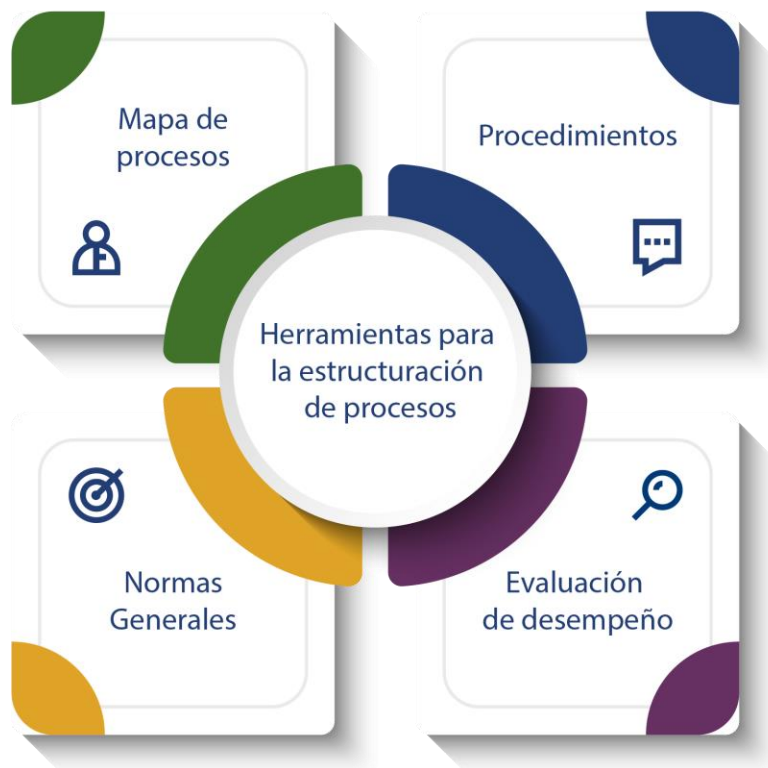 Mapa de
procesos
Procedimientos
Herramientas para
la estructuración
de procesos
Normas
Generales
Evaluación
de desempeño